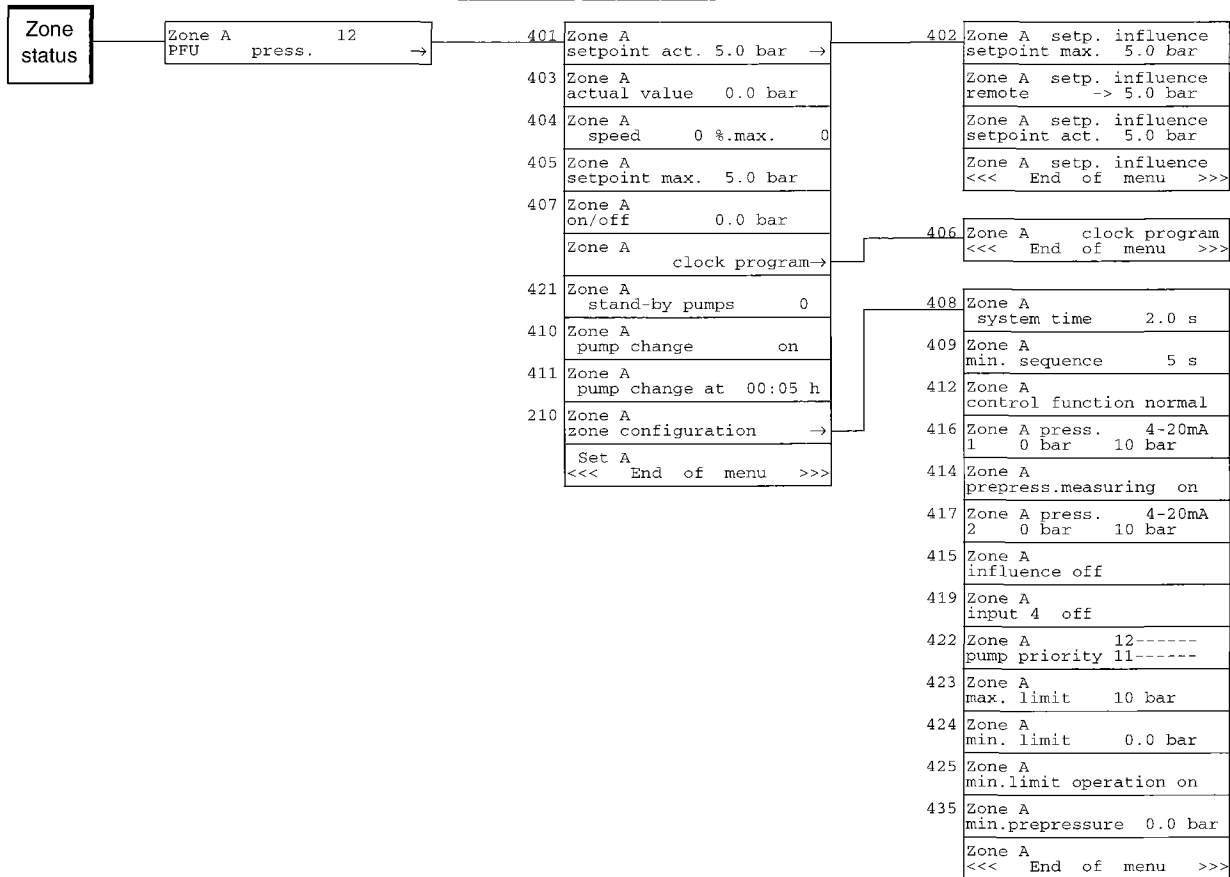 Zone
status
Zone A 12
PFU press. →
401 Zone A
setpoint act. 5.0 bar →
403 Zone A
actual value 0.0 bar
404 Zone A
speed 0 %.max. 0
405 Zone A
setpoint max. 5.0 bar
407 Zone A
on/off 0.0 bar
Zone A
clock program→
421 Zone A
stand-by pumps 0
410 Zone A
pump change on
411 Zone A
pump change at 00:05 h
210 Zone A
zone configuration →
Set A
<<< End of menu >>>
402 Zone A setp. influence
setpoint max. 5.0 bar
Zone A setp. influence
remote -> 5.0 bar
Zone A setp. influence
setpoint act. 5.0 bar
Zone A setp. influence
<<< End of menu >>>
406 Zone A clock program
<<< End of menu >>>
408 Zone A
system time 2.0 s
409 Zone A
min. sequence 5 s
412 Zone A
control function normal
416 Zone A press. 4-20mA
1 0 bar 10 bar
414 Zone A
prepress.measuring on
417 Zone A press. 4-20mA
2 0 bar 10 bar
415 Zone A
influence off
419 Zone A
input 4 off
422 Zone A 12------
pump priority 11------
423 Zone A
max. limit 10 bar
424 Zone A
min. limit 0.0 bar
425 Zone A
min.limit operation on
435 Zone A
min.prepressure 0.0 bar
Zone A
<<< End of menu >>>